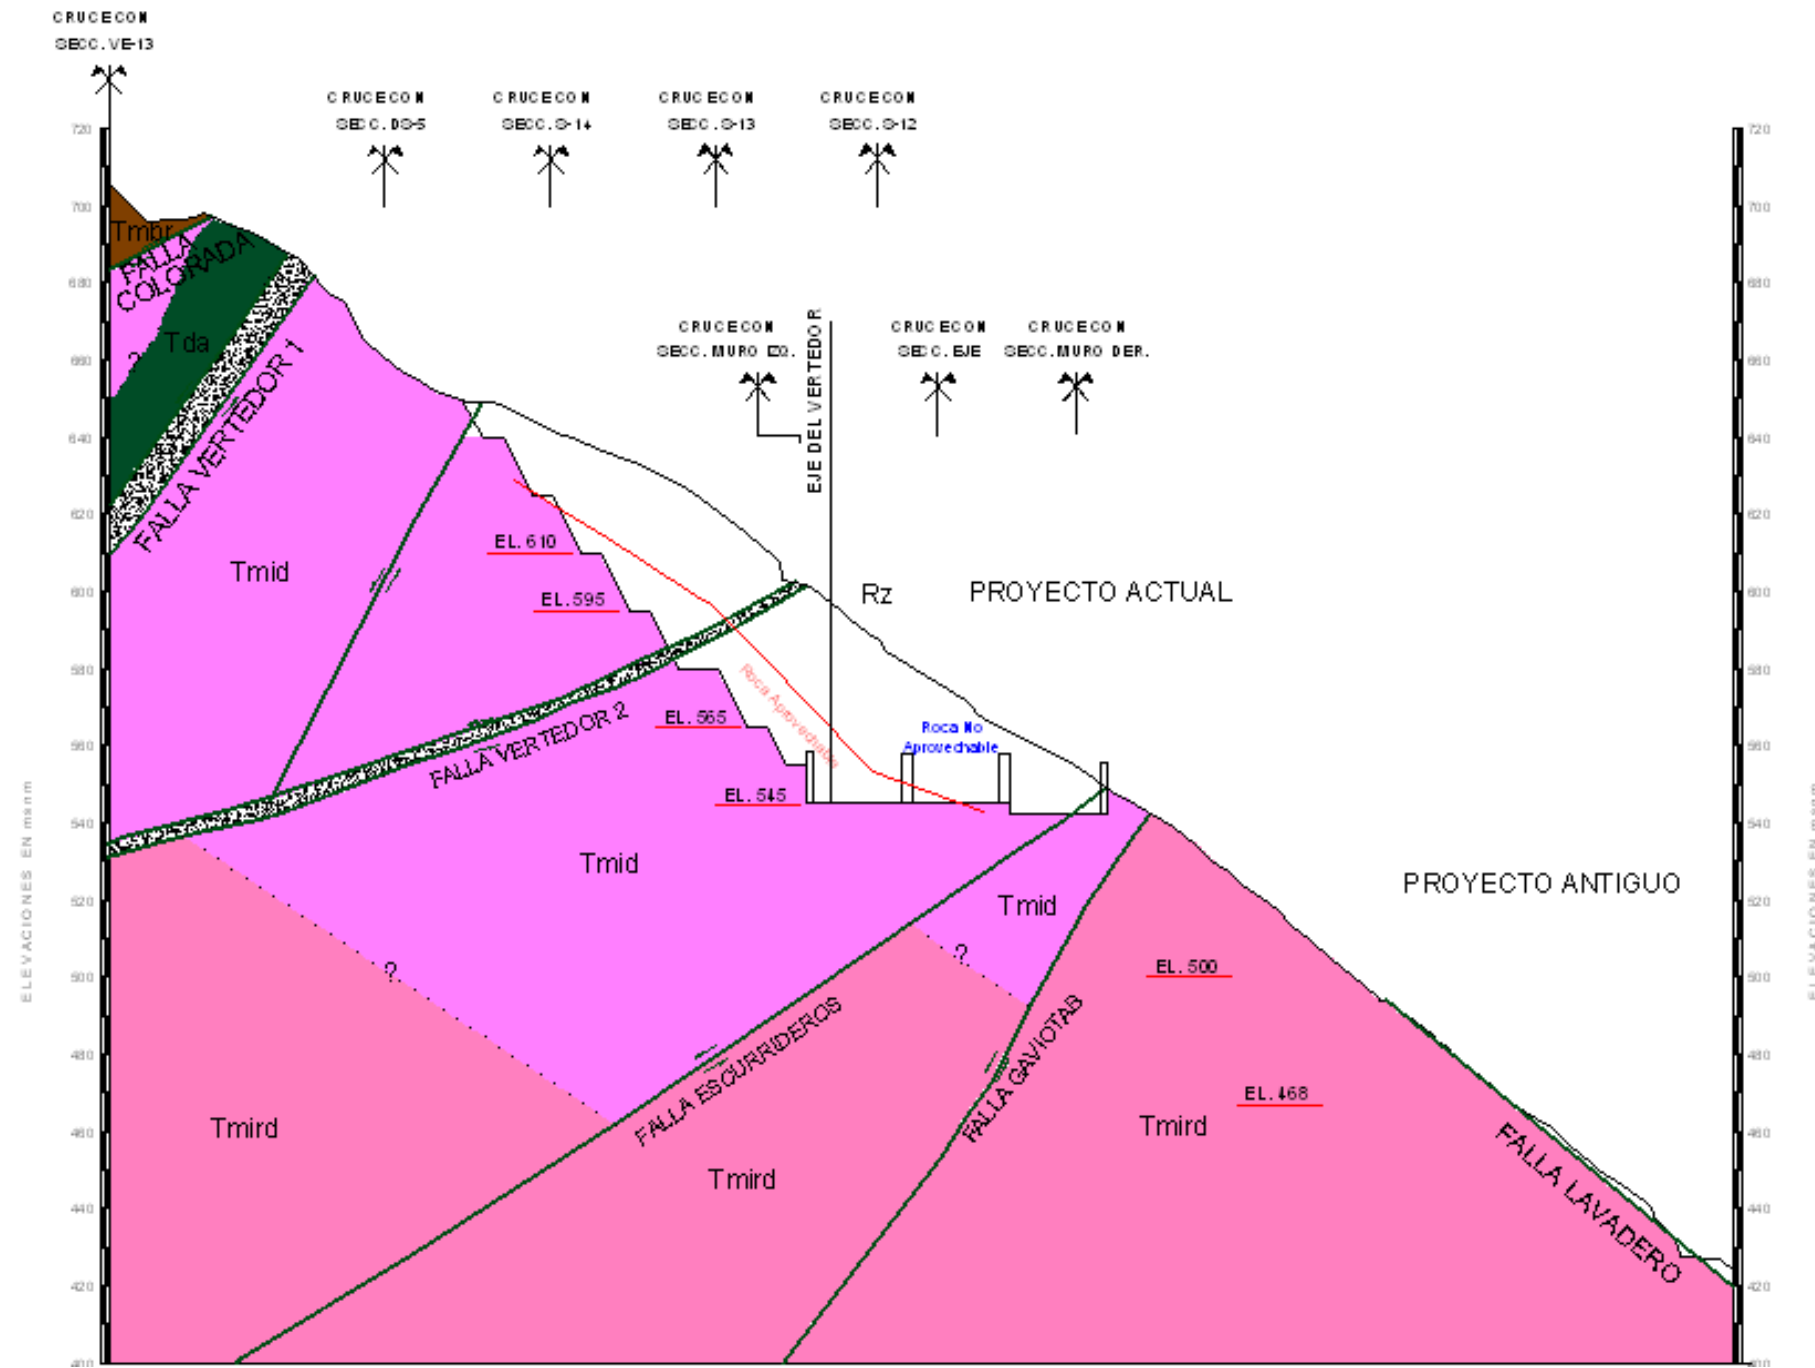 CRUCE CON
SECC. VE-13
CRUCE CON
SECC. DS-5
CRUCE CON
SECC. S-14
CRUCE CON
SECC. S-13
CRUCE CON
SECC. S-12
720
720
700
700
Tmbr
FALLA
COLORADA
680
680
Tda
?
660
660
FALLA VERTEDOR 1
CRUCE CON
SECC. MURO IZQ.
EJE DEL VERTEDOR
CRUCE CON
SECC. EJE
CRUCE CON
SECC. MURO DER.
640
640
620
620
EL. 610
Tmid
600
600
EL. 595
Rz
PROYECTO ACTUAL
580
580
Roca Aprovechable
EL. 565
FALLA VERTEDOR 2
Roca No
Aprovechable
560
560
EL. 545
540
540
Tmid
PROYECTO ANTIGUO
Tmid
520
520
ELEVACIONES EN msnm
ELEVACIONES EN msnm
?
?
EL. 500
500
500
FALLA ESCURRIDEROS
FALLA GAVIOTAS
480
480
EL. 468
Tmird
Tmird
460
460
FALLA LAVADERO
Tmird
440
440
420
420
400
400